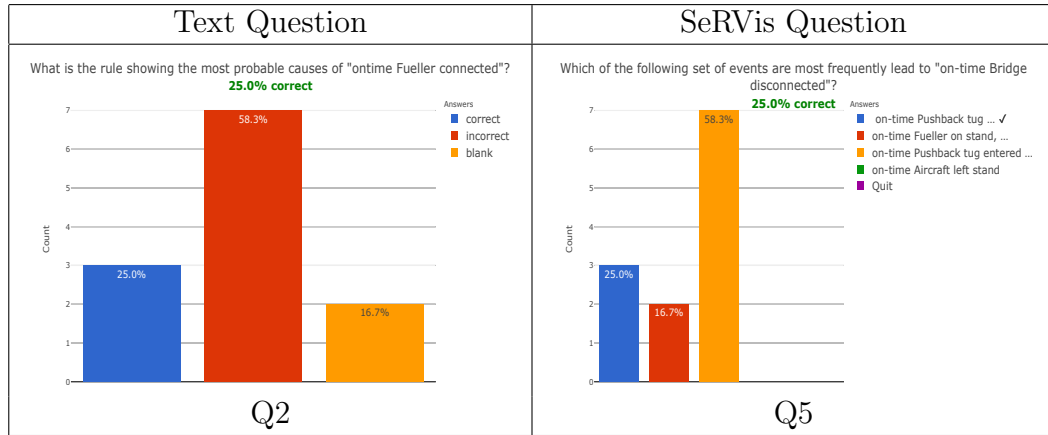 Text Question
What is the rule showing the most probable causes of "ontime Fueller connected"?
25.0% correct
Answers
correct
incorrect
blank
Count
7
6
5
4
3
2
1
0
25.0%
58.3%
16.7%
Q2
SeRVis Question
Which of the following set of events are most frequently lead to "on-time Bridge
disconnected"?
25.0% correct
Answers
on-time Pushback tug ... ✓
on-time Fueller on stand, ...
on-time Pushback tug entered ...
on-time Aircraft left stand
Quit
Count
7
6
5
4
3
2
1
0
25.0%
16.7%
58.3%
Q5